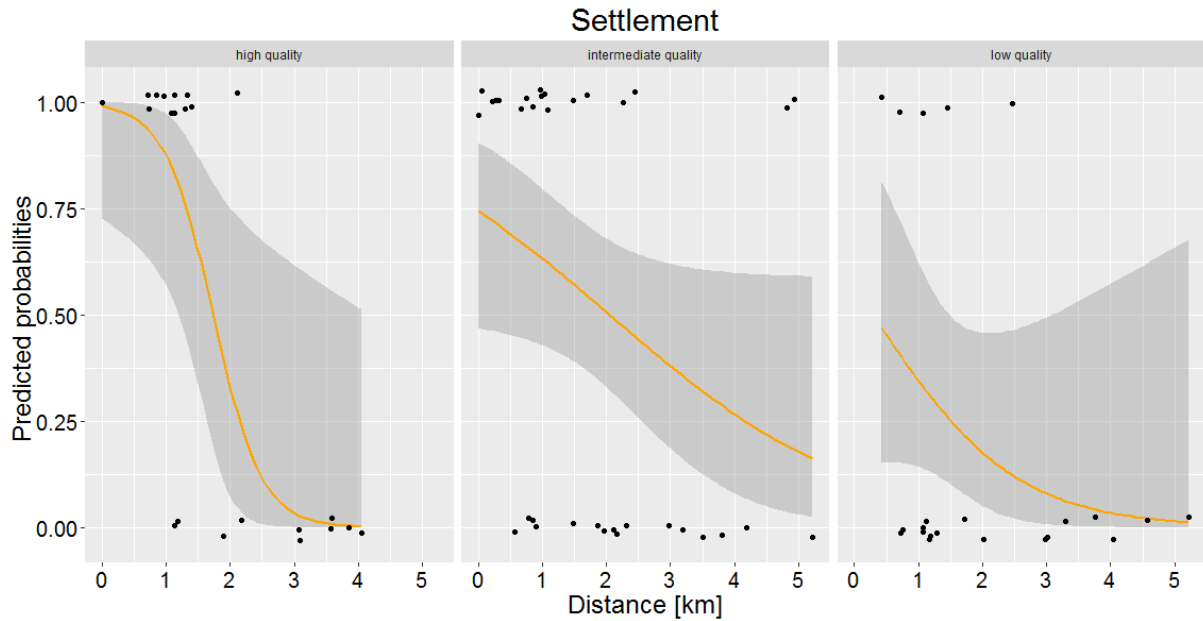 Settlement
high quality intermediate quality low quality
1.00
0.75
0.50
0.25
0.00
Predicted probabilities
0 1 2 3 4 5 0 1 2 3 4 5 0 1 2 3 4 5
Distance [km]